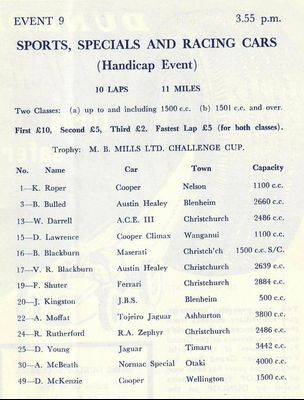 EVENT 9 3.55 p.m.
SPORTS, SPECIALS AND RACING CARS
(Handicap Event)
10 LAPS 11 MILES
Two Classes: (a) up to and including 1500 c.c. (b) 1501 c.c. and over.
First £10, Second £5, Third £2. Fastest Lap £5 (for both classes).
Trophy: M. B. MILLS LTD. CHALLENGE CUP.
No. Name Car Town Capacity
1—K. Roper Cooper Nelson 1100 c.c.
3—B. Bulled Austin Healey Blenheim 2660 c.c.
13—W. Darrell A.C.E. III Christchurch 2486 c.c.
15—D. Lawrence Cooper Climax Wanganui 1100 c.c.
16—B. Blackburn Maserati Christch'ch 1500 c.c. S/C.
17—V. R. Blackburn Austin Healey Christchurch 2639 c.c.
19—F. Shuter Ferrari Christchurch 2884 c.c.
20—J. Kingston J.B.S. Blenheim 500 c.c.
22—A. Moffat Tojeiro Jaguar Ashburton 3800 c.c.
24—R. Rutherford R.A. Zephyr Christchurch 2486 c.c.
25—D. Young Jaguar Timaru 3442 c.c.
30—A. McBeath Normac Special Otaki 4000 c.c.
49—D. McKenzie Cooper Wellington 1500 c.c.